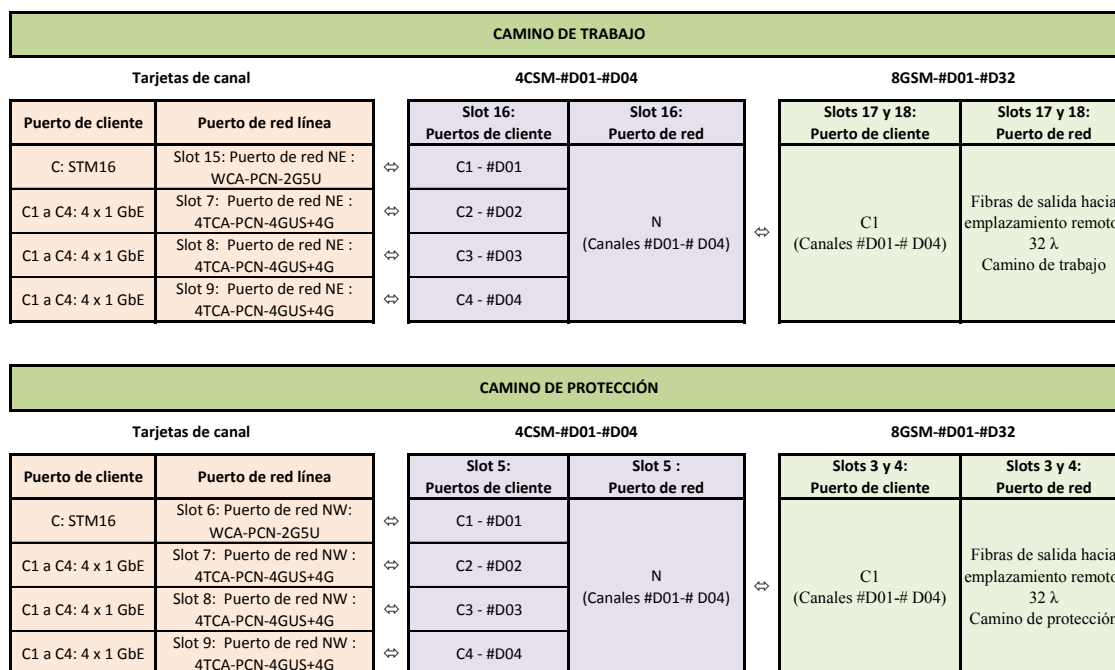 CAMINO DE TRABAJO
Tarjetas de canal
4CSM-#D01-#D04
8GSM-#D01-#D32
Puerto de cliente
Puerto de red línea
Slot 16:
Puertos de cliente
Slot 16:
Puerto de red
Slots 17 y 18:
Puerto de cliente
Slots 17 y 18:
Puerto de red
C: STM16
Slot 15: Puerto de red NE :
WCA-PCN-2G5U
⇔
C1 - #D01
C1 a C4: 4 x 1 GbE
Slot 7: Puerto de red NE :
4TCA-PCN-4GUS+4G
⇔
C2 - #D02
C1 a C4: 4 x 1 GbE
Slot 8: Puerto de red NE :
4TCA-PCN-4GUS+4G
⇔
C3 - #D03
C1 a C4: 4 x 1 GbE
Slot 9: Puerto de red NE :
4TCA-PCN-4GUS+4G
⇔
C4 - #D04
N
(Canales #D01-# D04)
⇔
C1
(Canales #D01-# D04)
Fibras de salida hacia
emplazamiento remoto
32 λ
Camino de trabajo
CAMINO DE PROTECCIÓN
Tarjetas de canal
4CSM-#D01-#D04
8GSM-#D01-#D32
Puerto de cliente
Puerto de red línea
Slot 5:
Puertos de cliente
Slot 5 :
Puerto de red
Slots 3 y 4:
Puerto de cliente
Slots 3 y 4:
Puerto de red
C: STM16
Slot 6: Puerto de red NW:
WCA-PCN-2G5U
⇔
C1 - #D01
C1 a C4: 4 x 1 GbE
Slot 7: Puerto de red NW :
4TCA-PCN-4GUS+4G
⇔
C2 - #D02
C1 a C4: 4 x 1 GbE
Slot 8: Puerto de red NW :
4TCA-PCN-4GUS+4G
⇔
C3 - #D03
C1 a C4: 4 x 1 GbE
Slot 9: Puerto de red NW :
4TCA-PCN-4GUS+4G
⇔
C4 - #D04
N
(Canales #D01-# D04)
⇔
C1
(Canales #D01-# D04)
Fibras de salida hacia
emplazamiento remoto
32 λ
Camino de protección